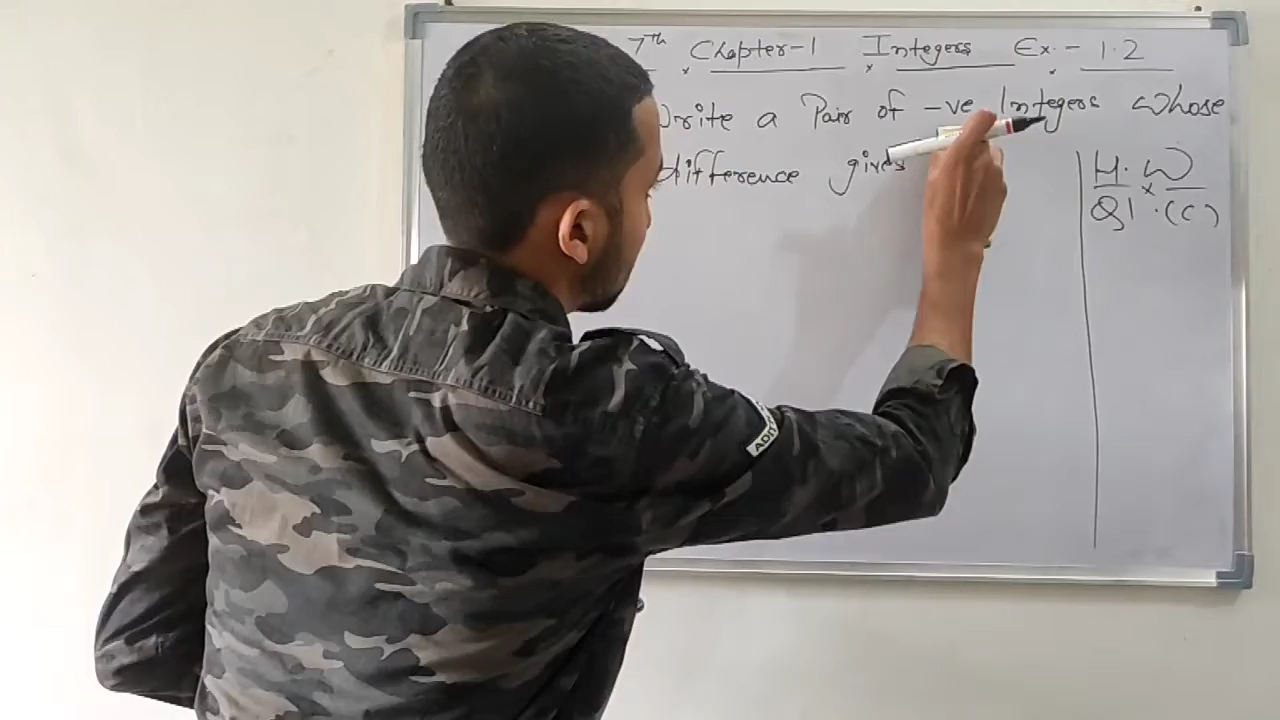 7th Chapter-1 Integers Ex.- 1.2
Write a Pair of -ve Integers whose
difference gives
H.W
Q1.(c)